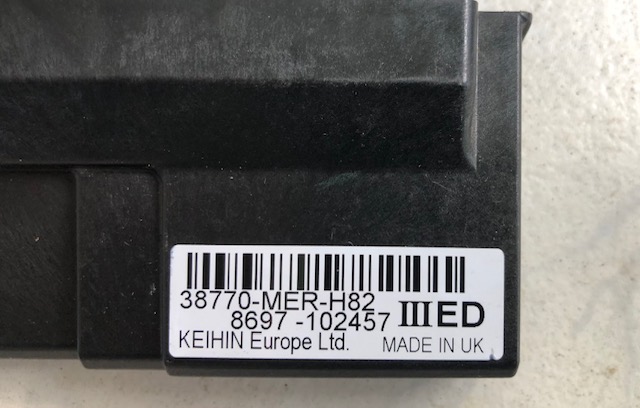 38770-MER-H82
8697 -102457 IIIED
KEIHIN Europe Ltd. MADE IN UK